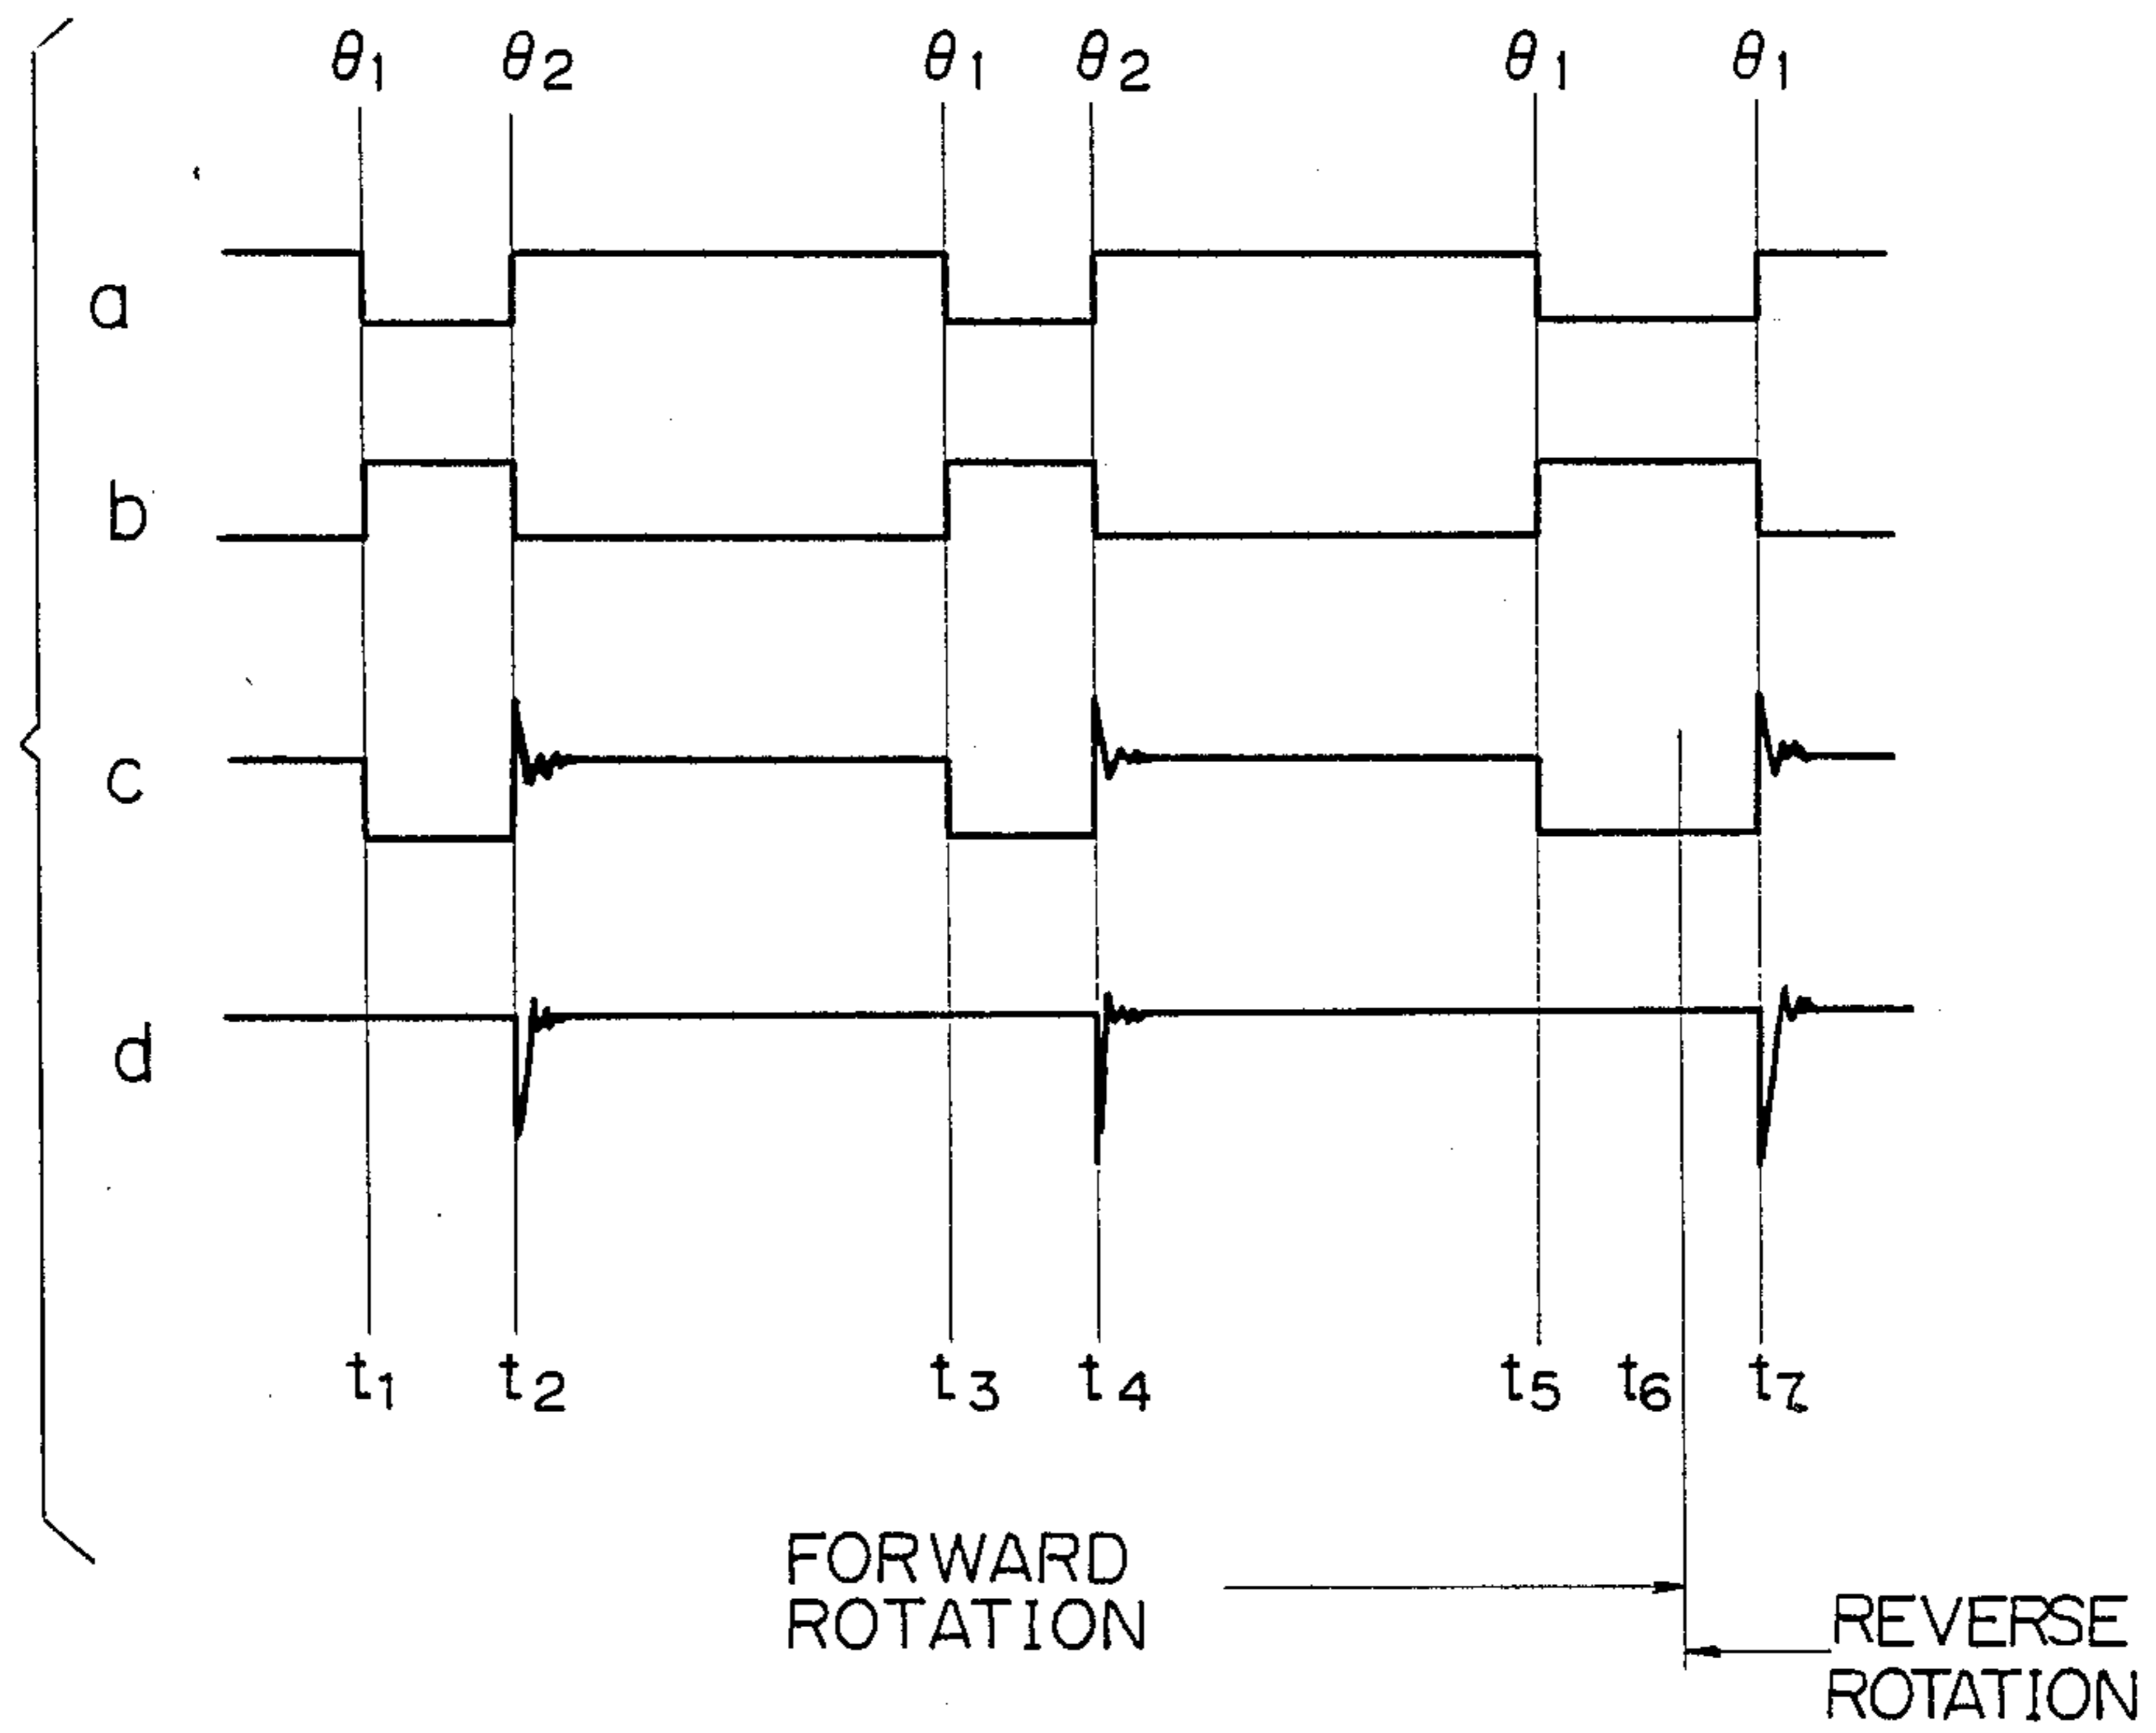 θ1 θ2 θ1 θ2 θ1 θ1
a
b
c
d
t1 t2 t3 t4 t5 t6 t7
FORWARD
ROTATION
REVERSE
ROTATION